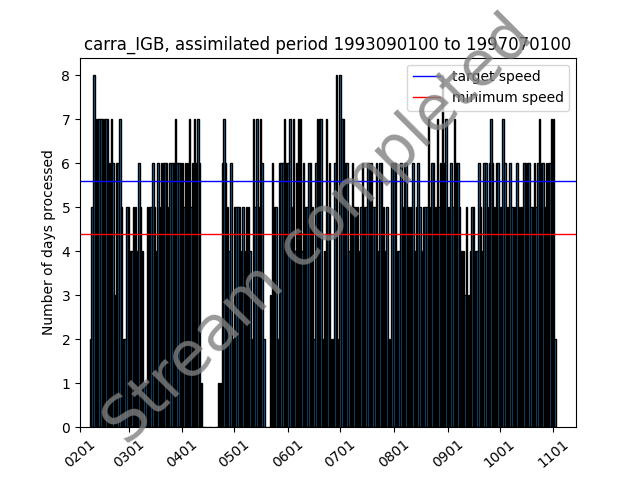 carra_IGB, assimilated period 1993090100 to 1997070100
target speed
minimum speed
Stream completed
Number of days processed
8
7
6
5
4
3
2
1
0
0201 0301 0401 0501 0601 0701 0801 0901 1001 1101